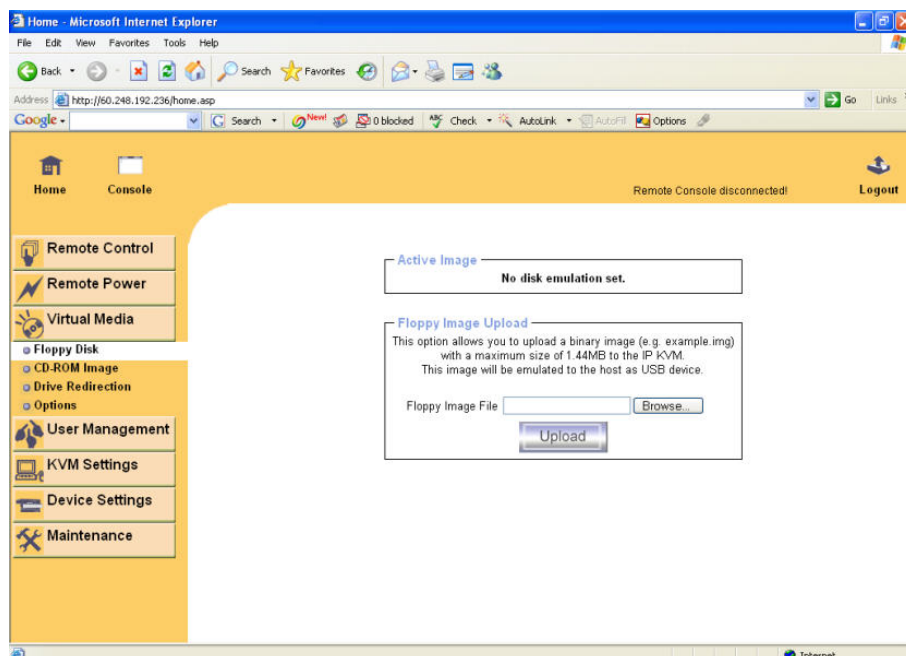 Home - Microsoft Internet Explorer
File Edit View Favorites Tools Help
Back Search Favorites
Address http://60.248.192.236/home.asp Go Links
Google Search New! 0 blocked Check AutoLink AutoFill Options
Home Console Remote Console disconnected! Logout
Remote Control
Remote Power
Virtual Media
Floppy Disk
CD-ROM Image
Drive Redirection
Options
User Management
KVM Settings
Device Settings
Maintenance
Active Image
No disk emulation set.
Floppy Image Upload
This option allows you to upload a binary image (e.g. example.img)
with a maximum size of 1.44MB to the IP KVM.
This image will be emulated to the host as USB device.
Floppy Image File Browse...
Upload
Internet